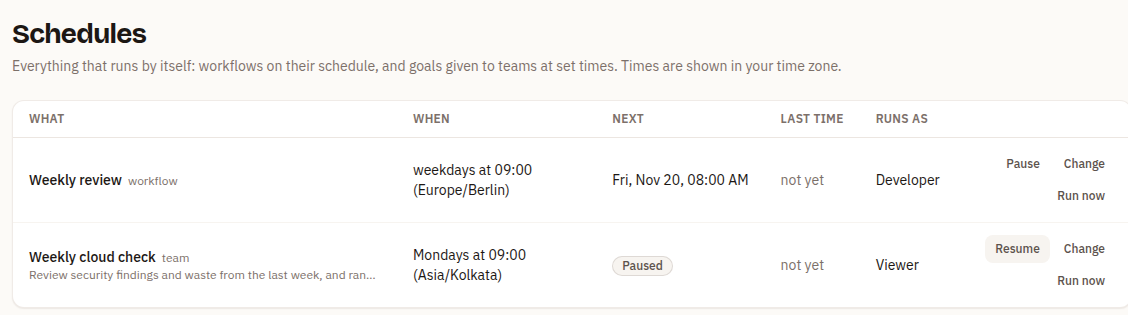 Schedules
Everything that runs by itself: workflows on their schedule, and goals given to teams at set times. Times are shown in your time zone.
WHAT WHEN NEXT LAST TIME RUNS AS
Weekly review workflow
weekdays at 09:00
(Europe/Berlin)
Fri, Nov 20, 08:00 AM
not yet
Developer
Pause Change
Run now
Weekly cloud check team
Review security findings and waste from the last week, and ran...
Mondays at 09:00
(Asia/Kolkata)
Paused
not yet
Viewer
Resume Change
Run now